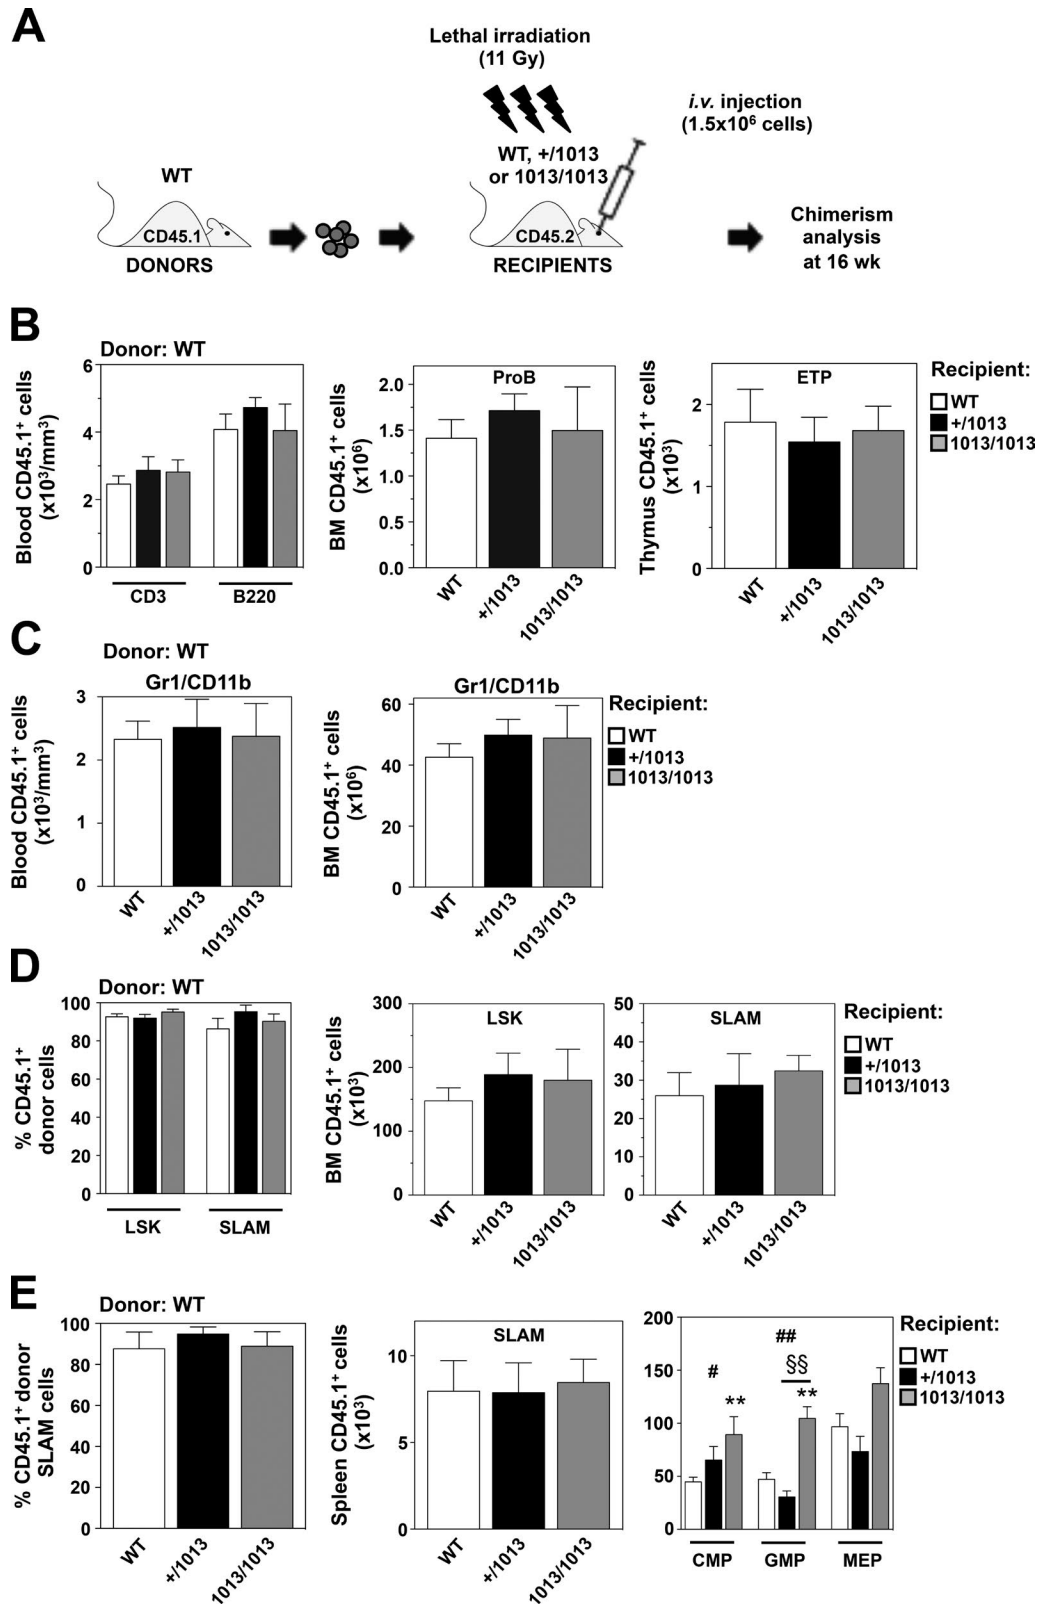 A
Lethal irradiation
(11 Gy)
i.v. injection
(1.5x10⁶ cells)
WT, +/1013
or 1013/1013
WT
CD45.1
DONORS
CD45.2
RECIPIENTS
Chimerism
analysis
at 16 wk
B
Donor: WT
Blood CD45.1⁺ cells
(x10³/mm³)
6
4
2
0
CD3
B220
BM CD45.1⁺ cells
(x10⁶)
ProB
2.0
1.5
1.0
0.5
0.0
WT
+/1013
1013/1013
Thymus CD45.1⁺ cells
(x10³)
ETP
2
1
0
WT
+/1013
1013/1013
Recipient:
WT
+/1013
1013/1013
C
Donor: WT
Gr1/CD11b
Blood CD45.1⁺ cells
(x10³/mm³)
3
2
1
0
WT
+/1013
1013/1013
Gr1/CD11b
BM CD45.1⁺ cells
(x10⁶)
60
40
20
0
WT
+/1013
1013/1013
Recipient:
WT
+/1013
1013/1013
D
Donor: WT
% CD45.1⁺
donor cells
100
80
60
40
20
0
LSK
SLAM
BM CD45.1⁺ cells
(x10³)
LSK
300
200
100
0
WT
+/1013
1013/1013
SLAM
50
40
30
20
10
0
WT
+/1013
1013/1013
Recipient:
WT
+/1013
1013/1013
E
Donor: WT
% CD45.1⁺ donor
SLAM cells
100
80
60
40
20
0
WT
+/1013
1013/1013
Spleen CD45.1⁺ cells
(x10³)
SLAM
10
5
0
WT
+/1013
1013/1013
200
150
100
50
0
#
**
##
§§
**
CMP
GMP
MEP
Recipient:
WT
+/1013
1013/1013